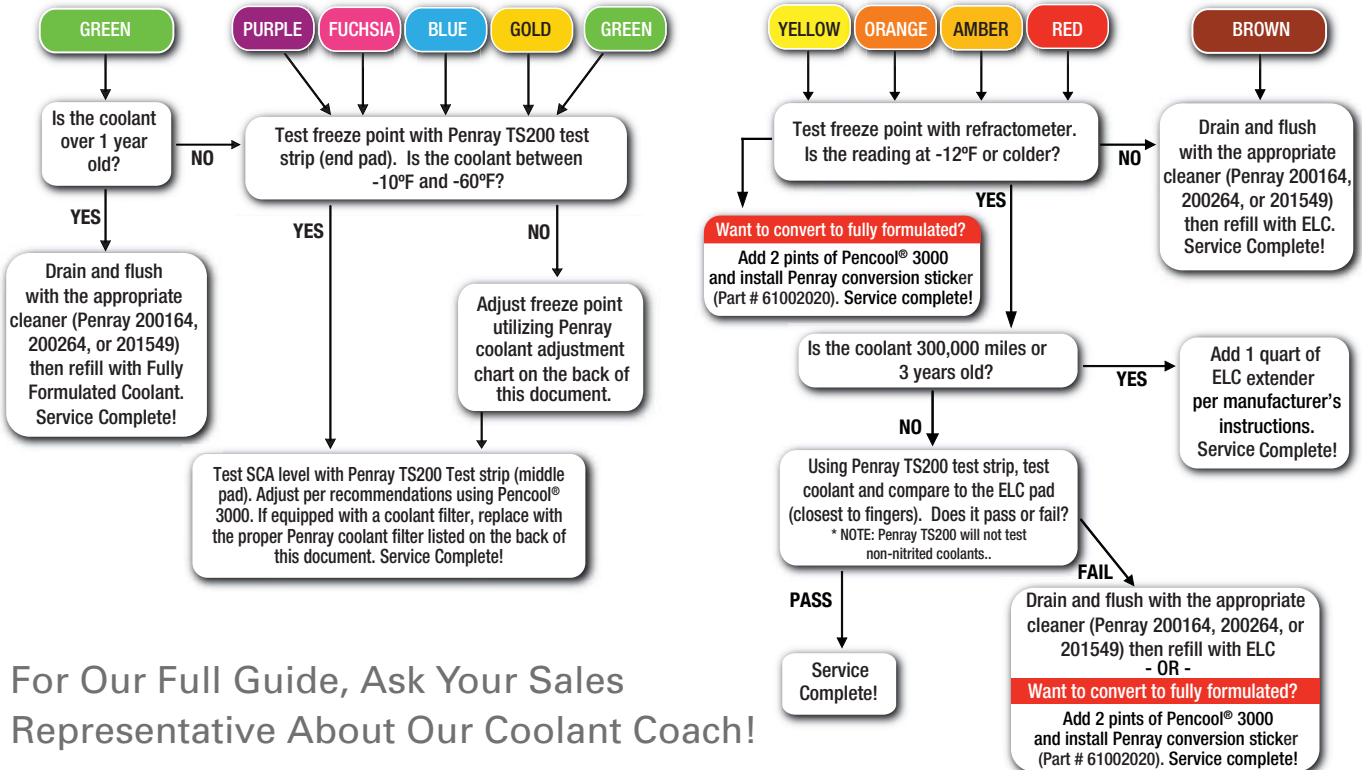 GREEN
PURPLE
FUCHSIA
BLUE
GOLD
GREEN
Is the coolant
over 1 year
old?
NO
YES
Drain and flush
with the appropriate
cleaner (Penray 200164,
200264, or 201549)
then refill with Fully
Formulated Coolant.
Service Complete!
Test freeze point with Penray TS200 test
strip (end pad). Is the coolant between
-10ºF and -60ºF?
YES
NO
Adjust freeze point
utilizing Penray
coolant adjustment
chart on the back of
this document.
Test SCA level with Penray TS200 Test strip (middle
pad). Adjust per recommendations using Pencool®
3000. If equipped with a coolant filter, replace with
the proper Penray coolant filter listed on the back of
this document. Service Complete!
YELLOW
ORANGE
AMBER
RED
BROWN
Test freeze point with refractometer.
Is the reading at -12ºF or colder?
NO
YES
Drain and flush
with the appropriate
cleaner (Penray 200164,
200264, or 201549)
then refill with ELC.
Service Complete!
Want to convert to fully formulated?
Add 2 pints of Pencool® 3000
and install Penray conversion sticker
(Part # 61002020). Service complete!
Is the coolant 300,000 miles or
3 years old?
YES
NO
Add 1 quart of
ELC extender
per manufacturer's
instructions.
Service Complete!
Using Penray TS200 test strip, test
coolant and compare to the ELC pad
(closest to fingers). Does it pass or fail?
* NOTE: Penray TS200 will not test
non-nitrited coolants..
PASS
FAIL
Service
Complete!
Drain and flush with the appropriate
cleaner (Penray 200164, 200264, or
201549) then refill with ELC
- OR -
Want to convert to fully formulated?
Add 2 pints of Pencool® 3000
and install Penray conversion sticker
(Part # 61002020). Service complete!
For Our Full Guide, Ask Your Sales
Representative About Our Coolant Coach!